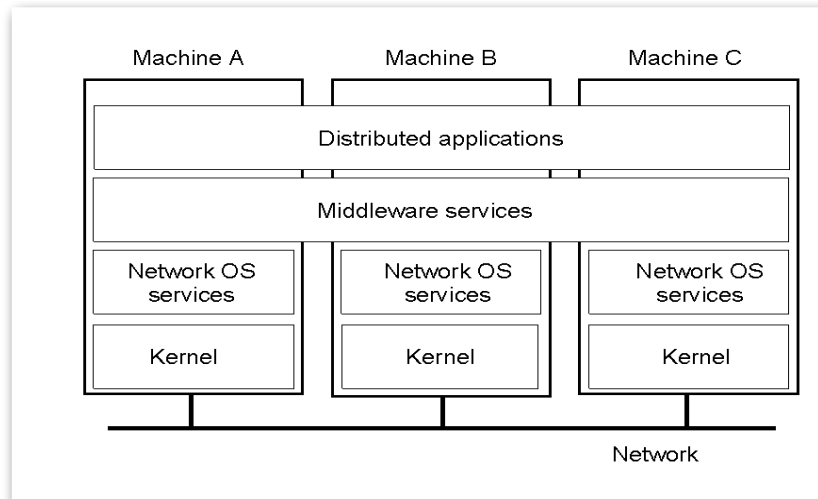 Machine A
Machine B
Machine C
Distributed applications
Middleware services
Network OS
services
Network OS
services
Network OS
services
Kernel
Kernel
Kernel
Network